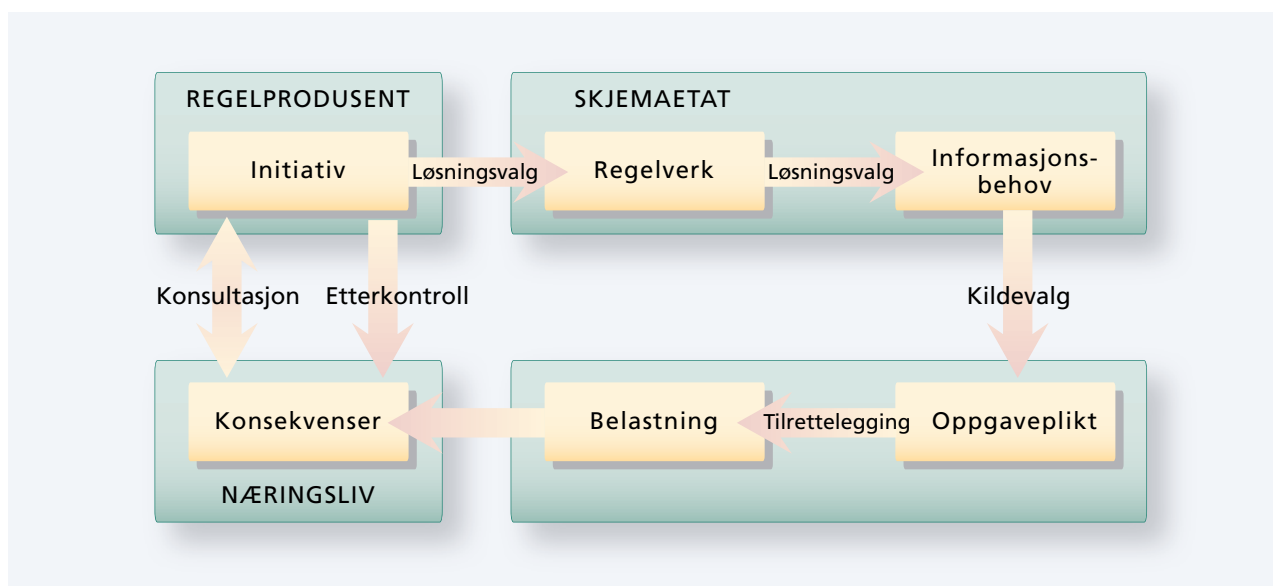 REGELPRODUSENT
SKJEMAETAT
Initiativ
Løsningsvalg
Regelverk
Løsningsvalg
Informasjons-
behov
Konsultasjon
Etterkontroll
Kildevalg
Konsekvenser
Belastning
Tilrettelegging
Oppgaveplikt
NÆRINGSLIV